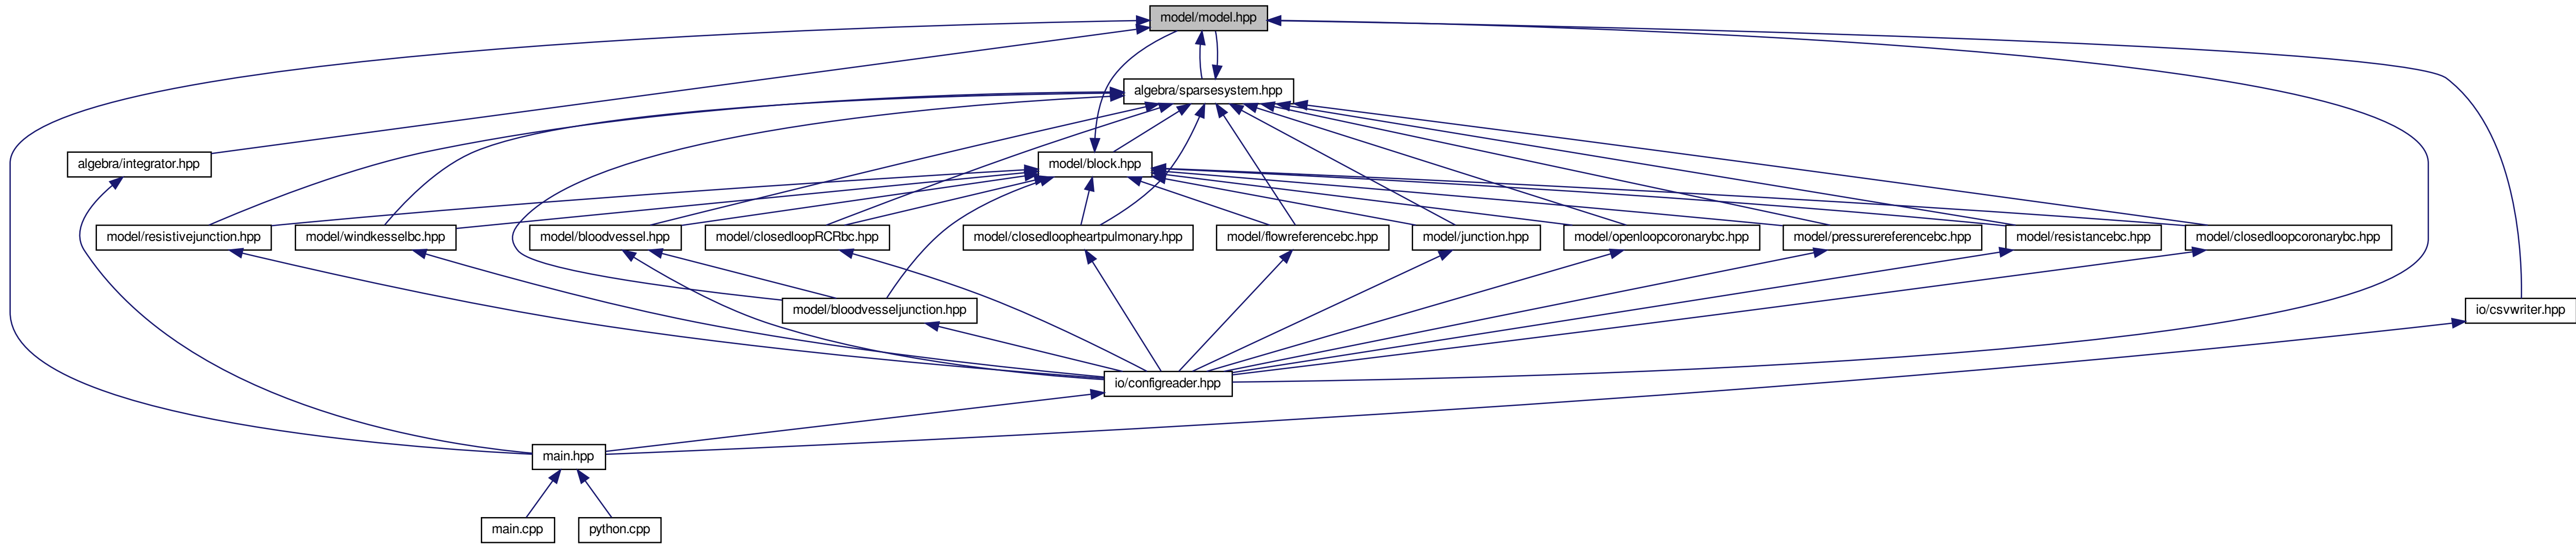 model/model.hpp
algebra/sparsesystem.hpp
algebra/integrator.hpp
model/block.hpp
model/resistivejunction.hpp
model/windkesselbc.hpp
model/bloodvessel.hpp
model/closedloopRCRbc.hpp
model/closedloopheartpulmonary.hpp
model/flowreferencebc.hpp
model/junction.hpp
model/openloopcoronarybc.hpp
model/pressurereferencebc.hpp
model/resistancebc.hpp
model/closedloopcoronarybc.hpp
model/bloodvesseljunction.hpp
io/csvwriter.hpp
io/configreader.hpp
main.hpp
main.cpp
python.cpp